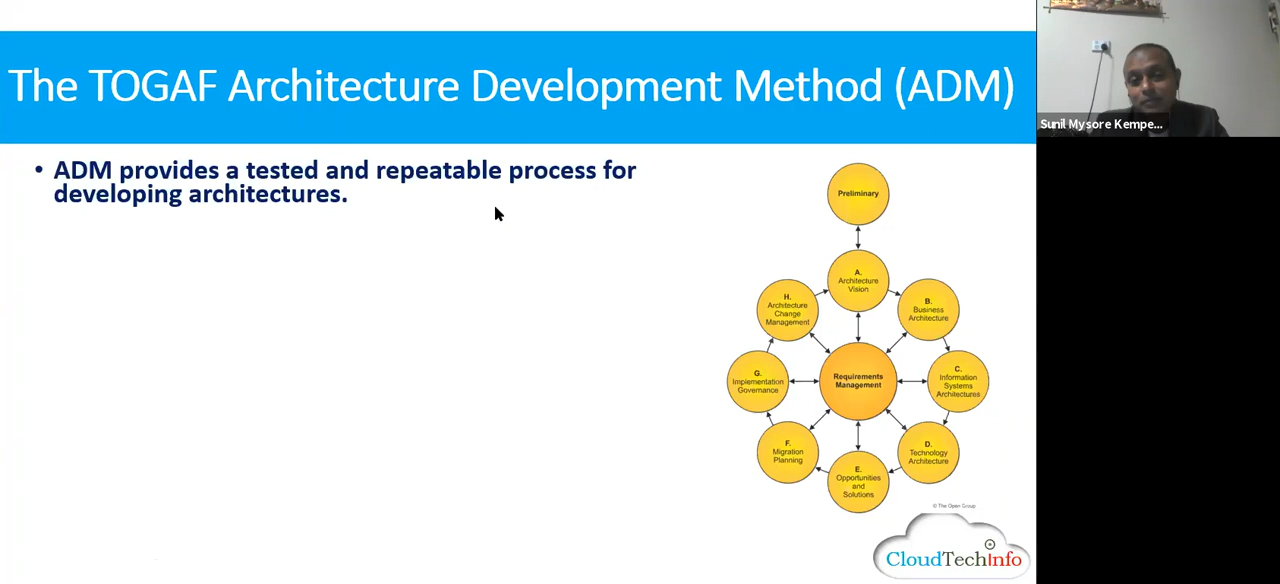 The TOGAF Architecture Development Method (ADM)
Sunil Mysore Kempe...
• ADM provides a tested and repeatable process for
developing architectures.
Preliminary
A.
Architecture
Vision
B.
Business
Architecture
C.
Information
Systems
Architectures
D.
Technology
Architecture
E.
Opportunities
and
Solutions
F.
Migration
Planning
G.
Implementation
Governance
H.
Architecture
Change
Management
Requirements
Management
© The Open Group
CloudTechInfo